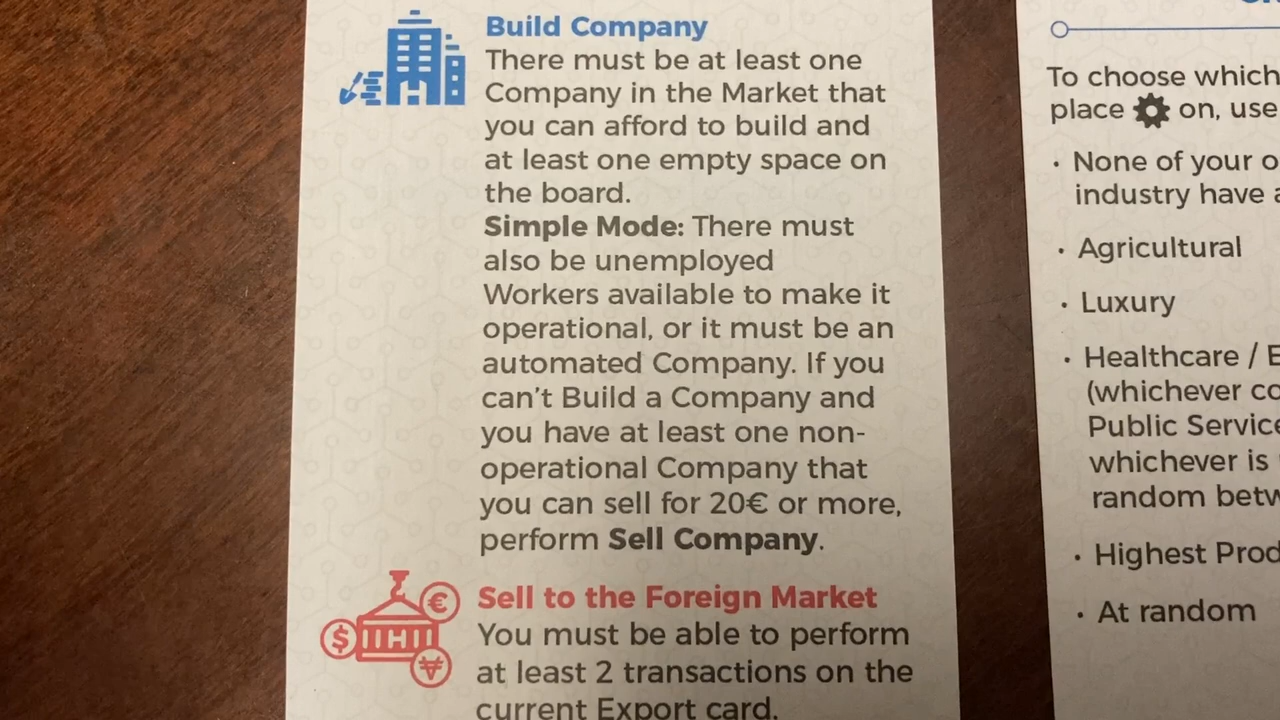 Build Company
There must be at least one
Company in the Market that
you can afford to build and
at least one empty space on
the board.
Simple Mode: There must
also be unemployed
Workers available to make it
operational, or it must be an
automated Company. If you
can't Build a Company and
you have at least one non-
operational Company that
you can sell for 20€ or more,
perform Sell Company.
Sell to the Foreign Market
You must be able to perform
at least 2 transactions on the
current Export card.
To choose which
place on, use
• None of your
industry have
• Agricultural
• Luxury
• Healthcare /
(whichever
Public
whichever is
random
• Highest
• At random